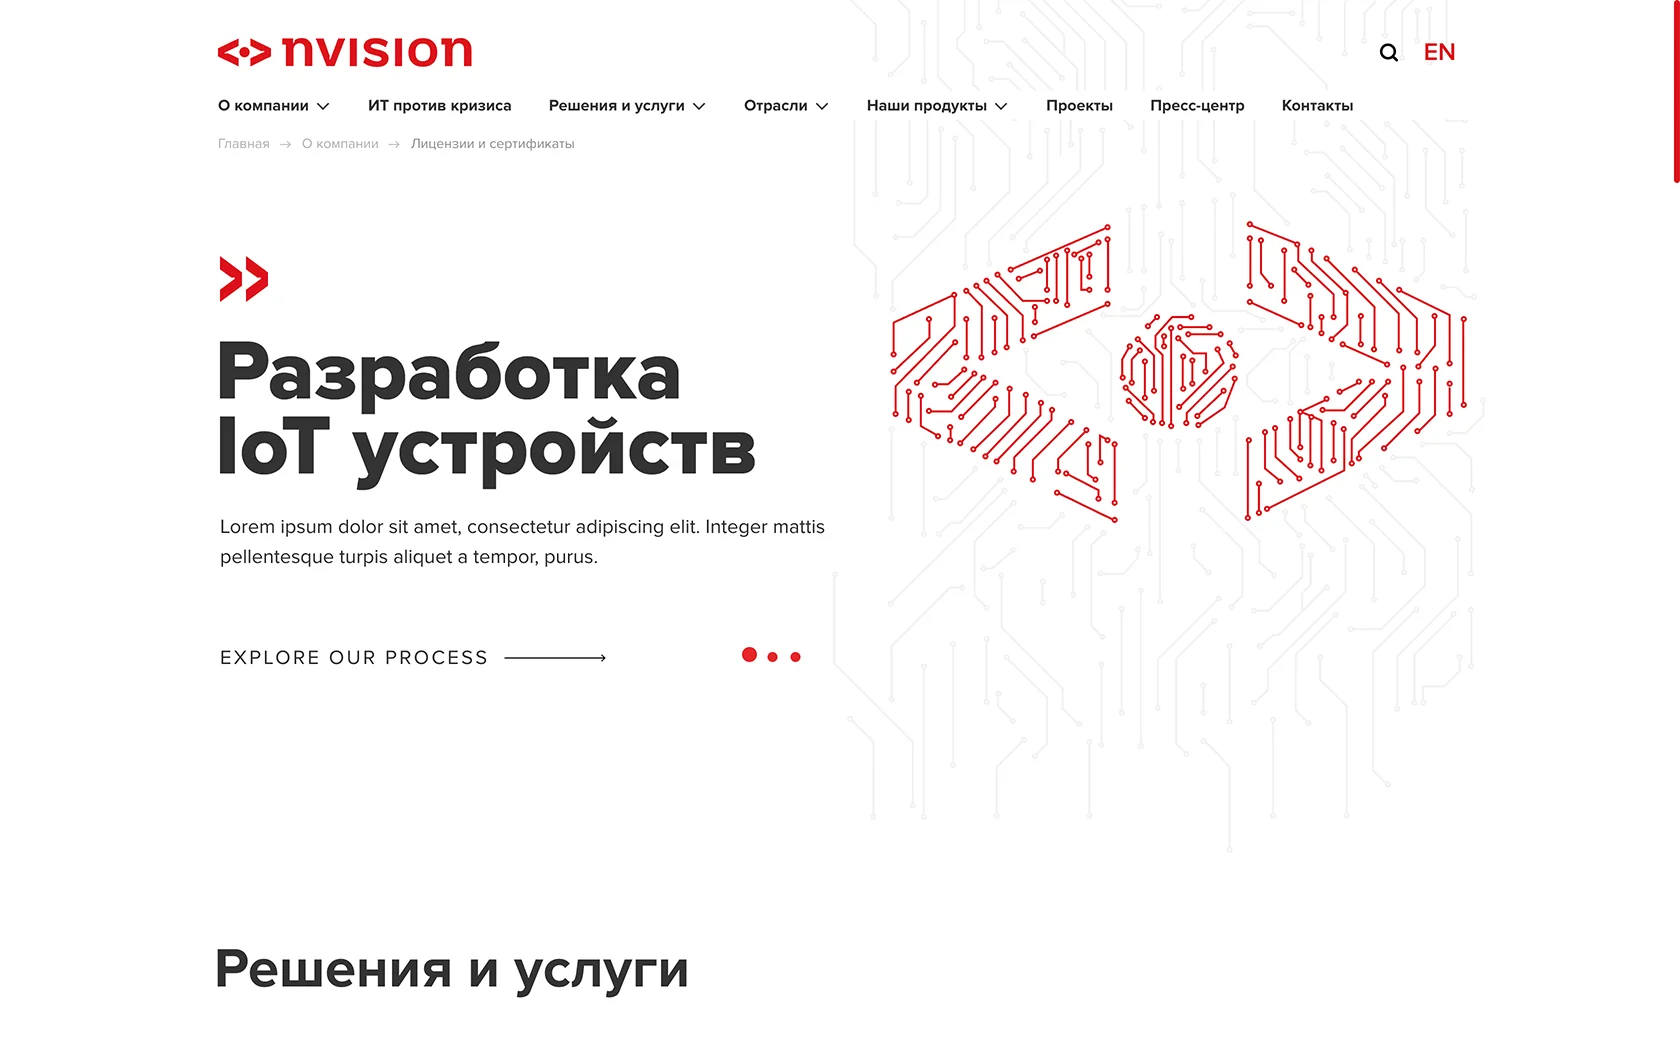 nvision
EN
О компании ИТ против кризиса Решения и услуги Отрасли Наши продукты Проекты Пресс-центр Контакты
Главная → О компании → Лицензии и сертификаты
Разработка
IoT устройств
Lorem ipsum dolor sit amet, consectetur adipiscing elit. Integer mattis
pellentesque turpis aliquet a tempor, purus.
EXPLORE OUR PROCESS
Решения и услуги